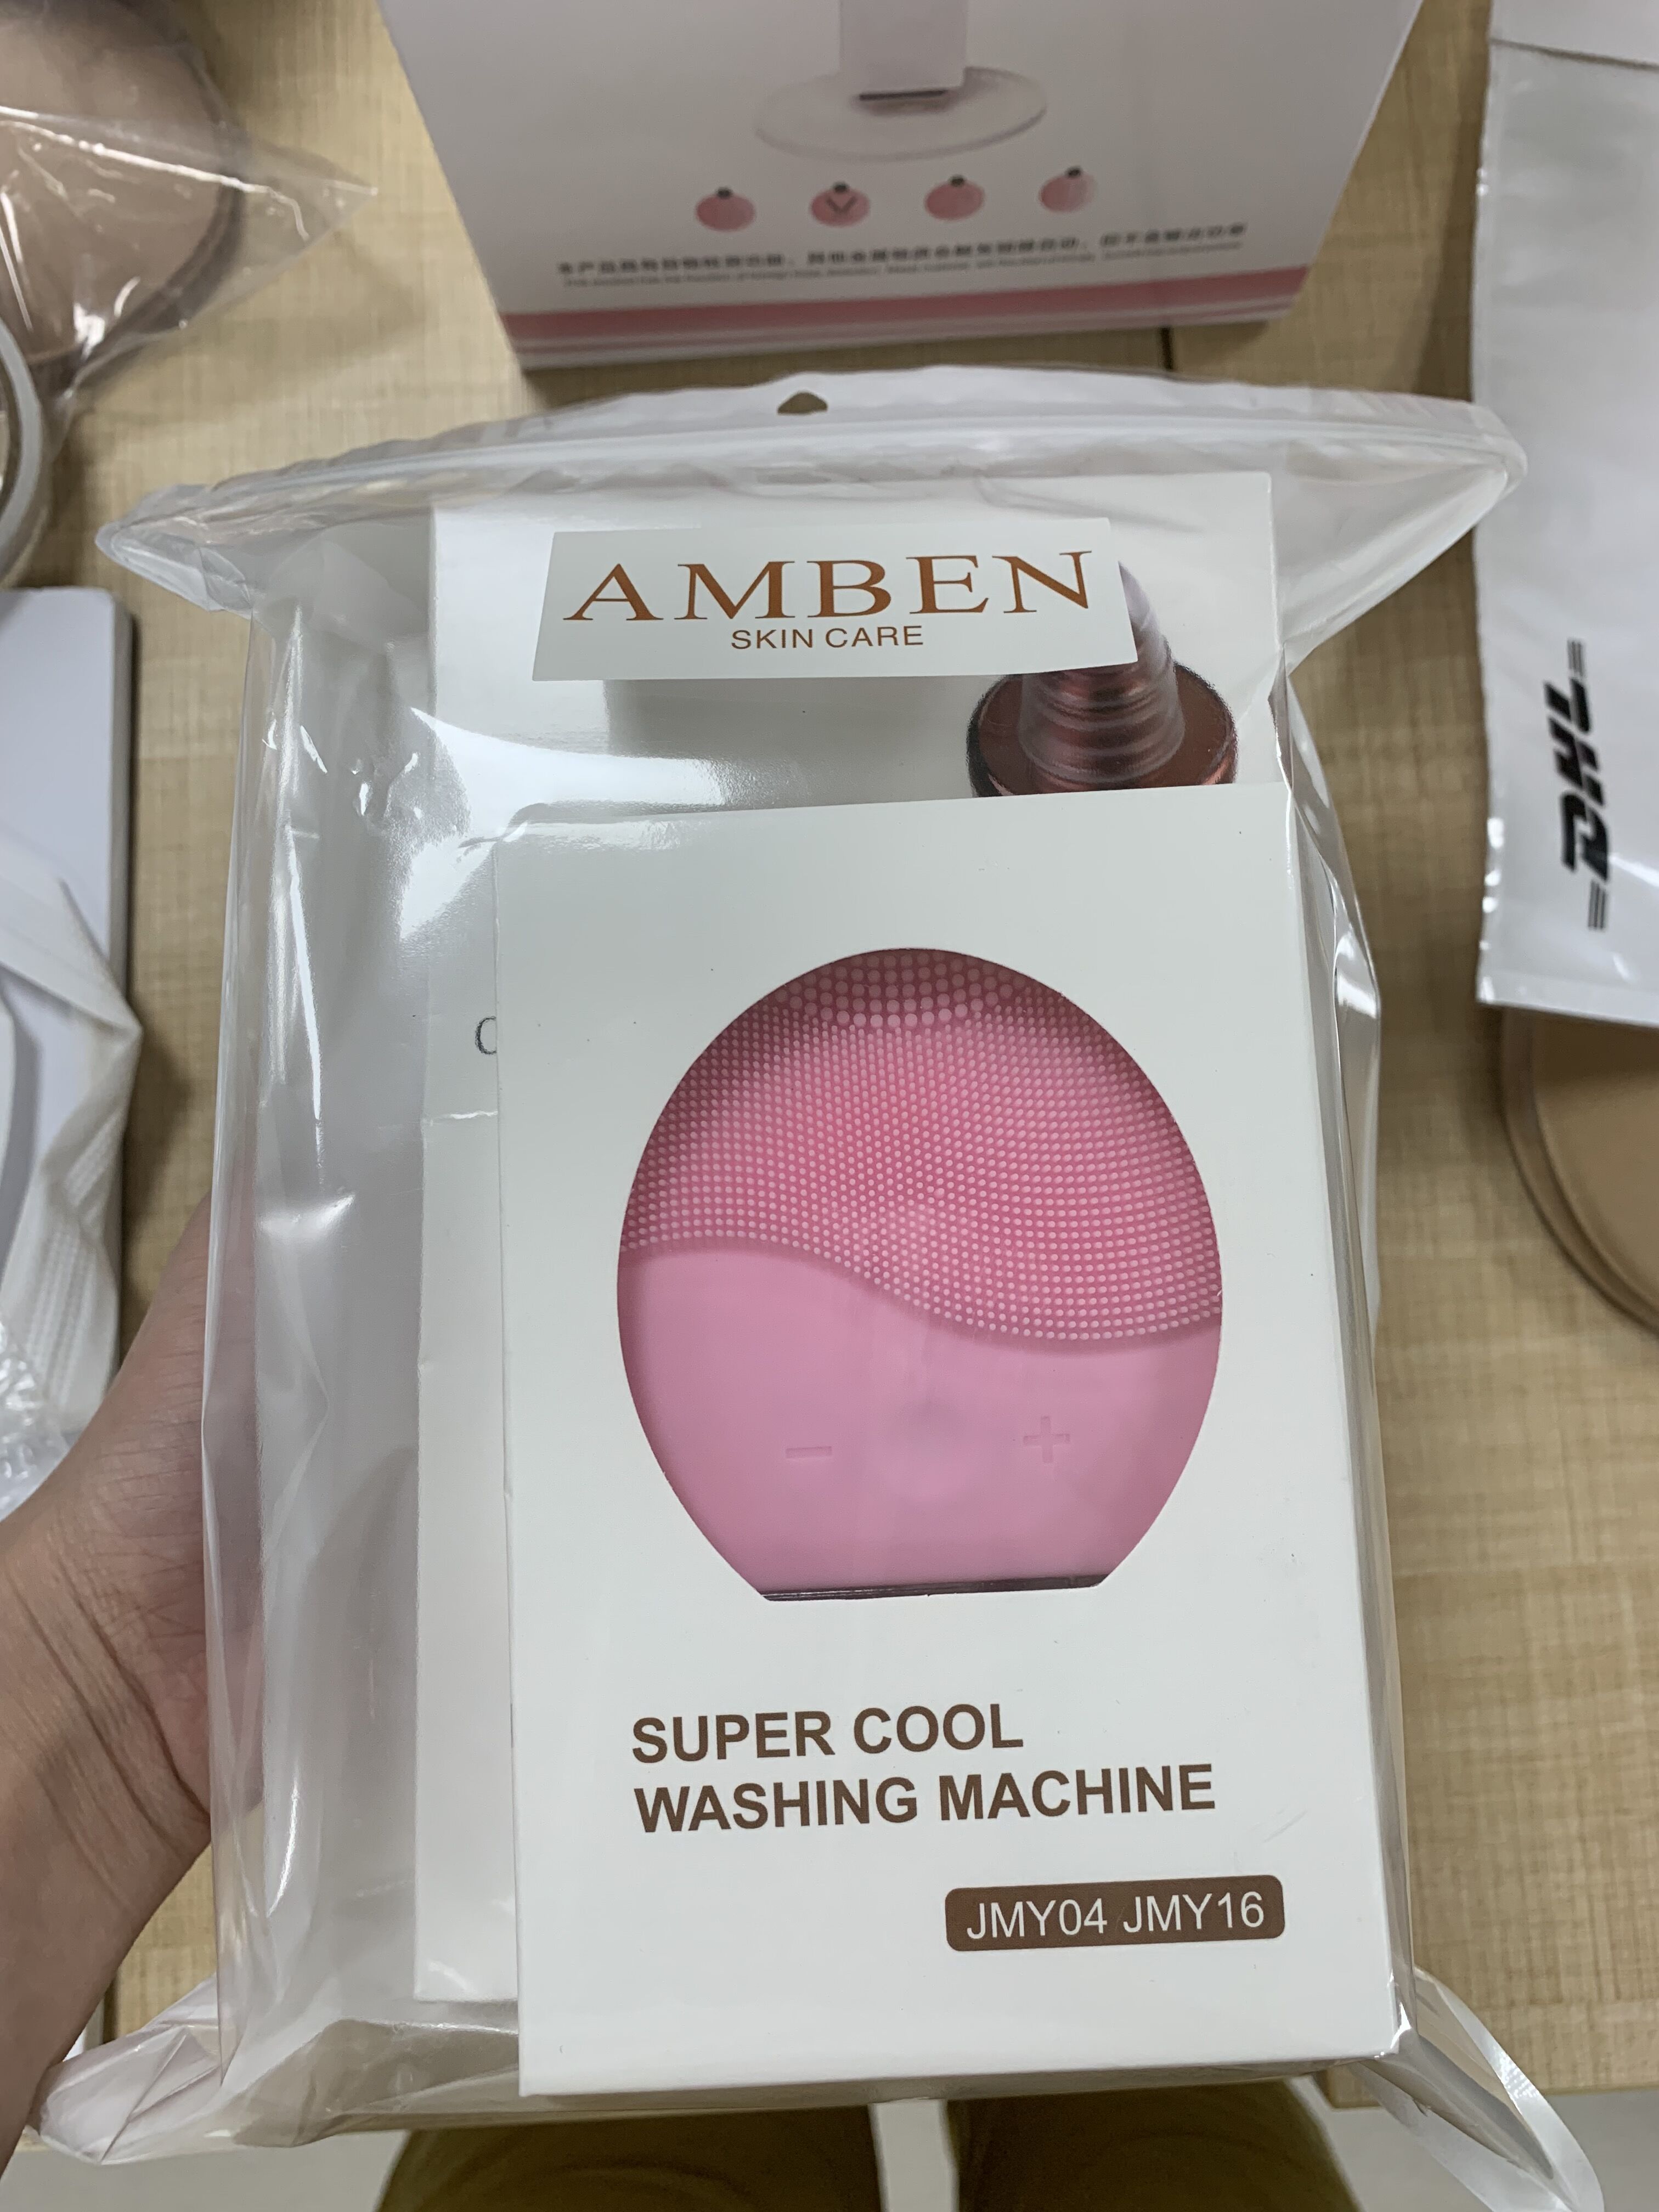 AMBEN
SKIN CARE
DHL
SUPER COOL
WASHING MACHINE
JMY04 JMY16